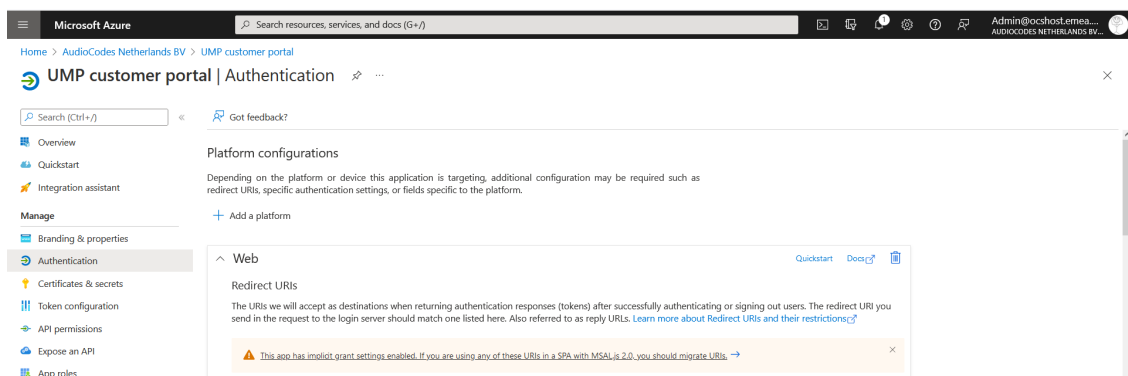 Microsoft Azure
Search resources, services, and docs (G+/)
1
Admin@ocshost.emea....
AUDIOCODES NETHERLANDS BV...
Home > AudioCodes Netherlands BV > UMP customer portal
UMP customer portal | Authentication ...
Search (Ctrl+/)
Got feedback?
Overview
Quickstart
Integration assistant
Manage
Branding & properties
Authentication
Certificates & secrets
Token configuration
API permissions
Expose an API
App roles
Platform configurations
Depending on the platform or device this application is targeting, additional configuration may be required such as
redirect URIs, specific authentication settings, or fields specific to the platform.
Add a platform
Web
Quickstart Docs
Redirect URIs
The URIs we will accept as destinations when returning authentication responses (tokens) after successfully authenticating or signing out users. The redirect URI you
send in the request to the login server should match one listed here. Also referred to as reply URLs. Learn more about Redirect URIs and their restrictions
This app has implicit grant settings enabled. If you are using any of these URIs in a SPA with MSAL.js 2.0, you should migrate URIs.